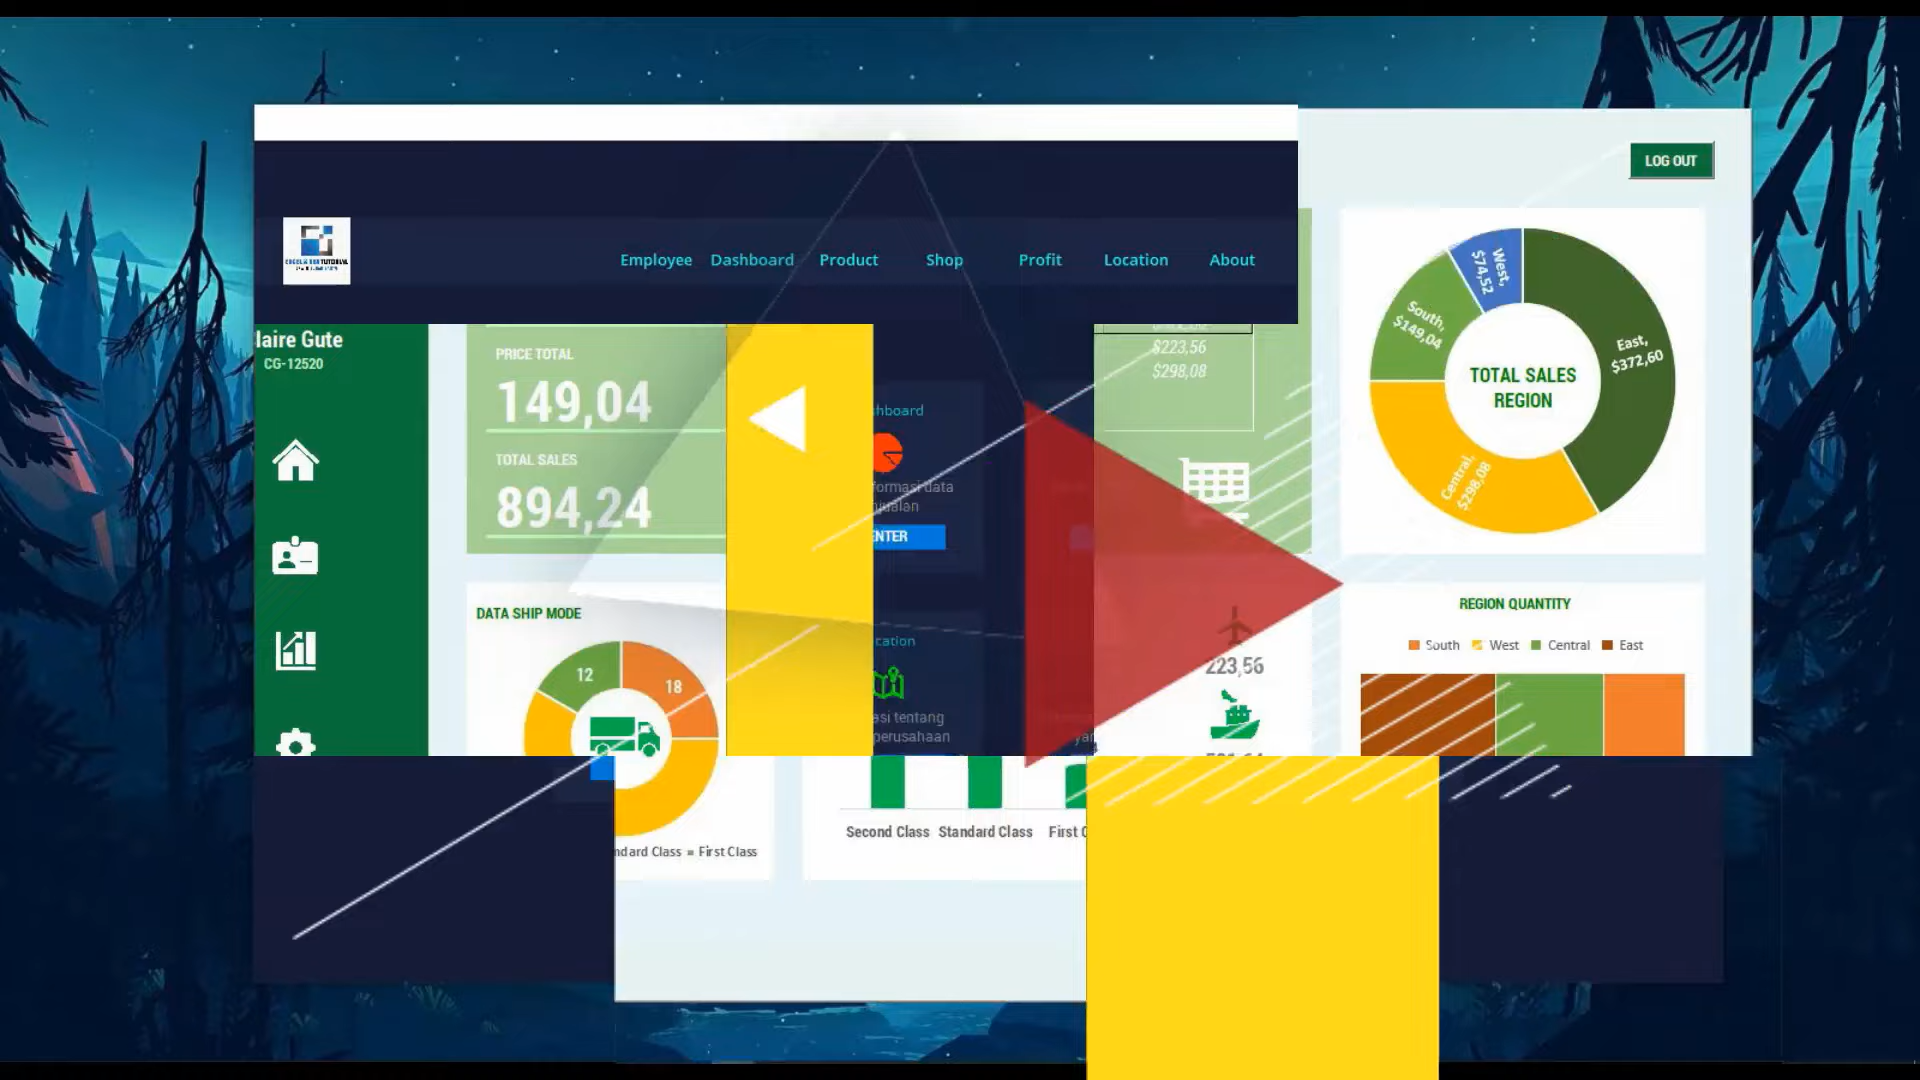 LOG OUT
Employee Dashboard Product Shop Profit Location About
laire Gute
CG-12520
PRICE TOTAL
149,04
TOTAL SALES
894,24
hboard
formasi data
jualan
ENTER
$223,56
$298,08
West,
$74,52
South,
$149,04
East,
$372,60
Central,
$298,08
TOTAL SALES
REGION
DATA SHIP MODE
12
18
cation
asi tentang
perusahaan
223,56
REGION QUANTITY
South West Central East
Second Class Standard Class First C
ndard Class = First Class